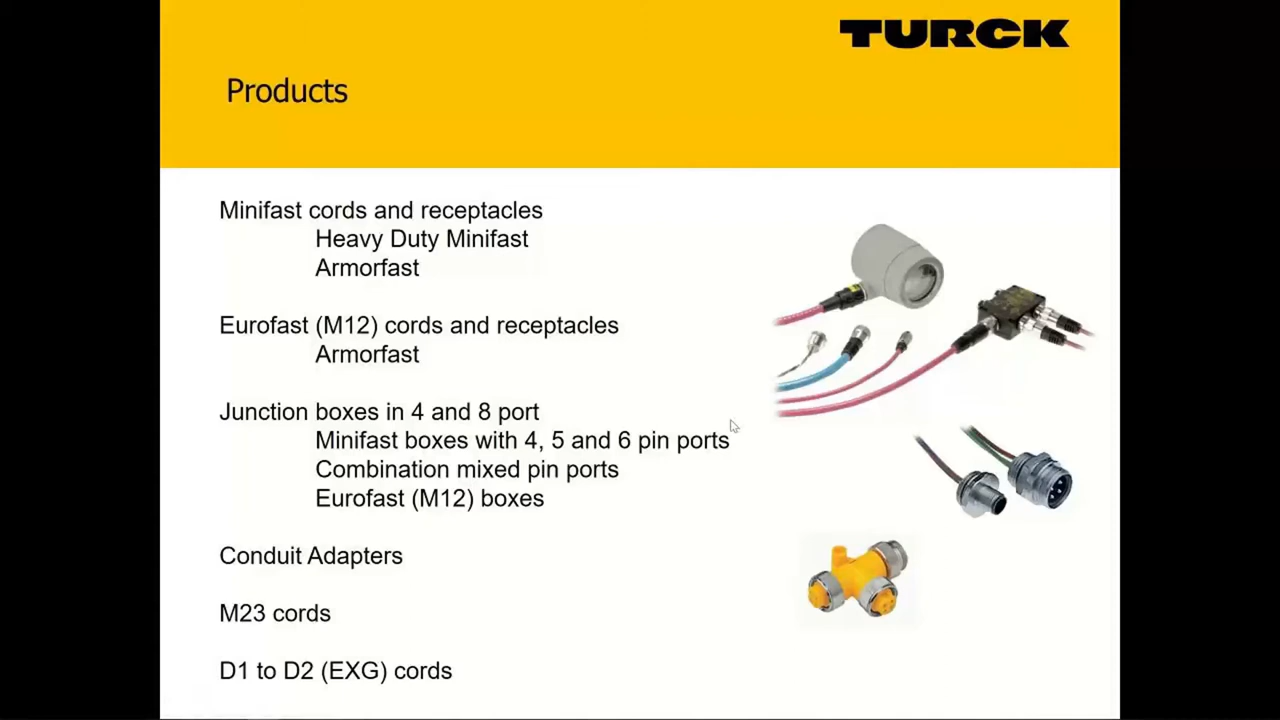 TURCK
Products
Minifast cords and receptacles
Heavy Duty Minifast
Armorfast
Eurofast (M12) cords and receptacles
Armorfast
Junction boxes in 4 and 8 port
Minifast boxes with 4, 5 and 6 pin ports
Combination mixed pin ports
Eurofast (M12) boxes
Conduit Adapters
M23 cords
D1 to D2 (EXG) cords